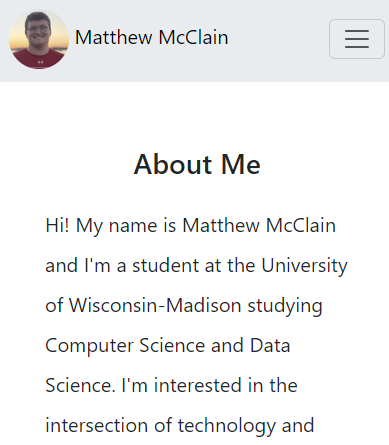 Matthew McClain
About Me
Hi! My name is Matthew McClain
and I'm a student at the University
of Wisconsin-Madison studying
Computer Science and Data
Science. I'm interested in the
intersection of technology and